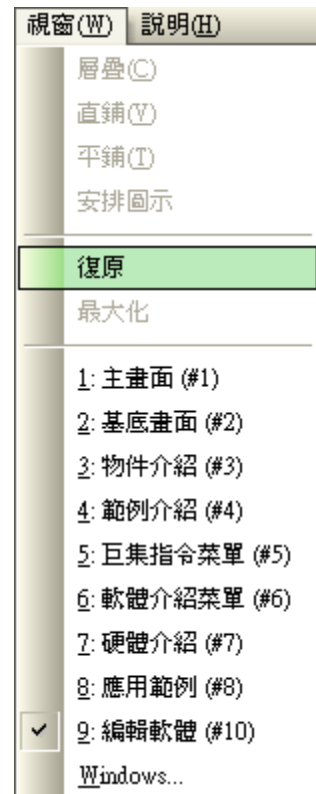 視窗(W) 說明(H)
層疊(C)
直鋪(V)
平鋪(T)
安排圖示
復原
最大化
1: 主畫面 (#1)
2: 基底畫面 (#2)
3: 物件介紹 (#3)
4: 範例介紹 (#4)
5: 巨集指令菜單 (#5)
6: 軟體介紹菜單 (#6)
7: 硬體介紹 (#7)
8: 應用範例 (#8)
9: 編輯軟體 (#10)
Windows...